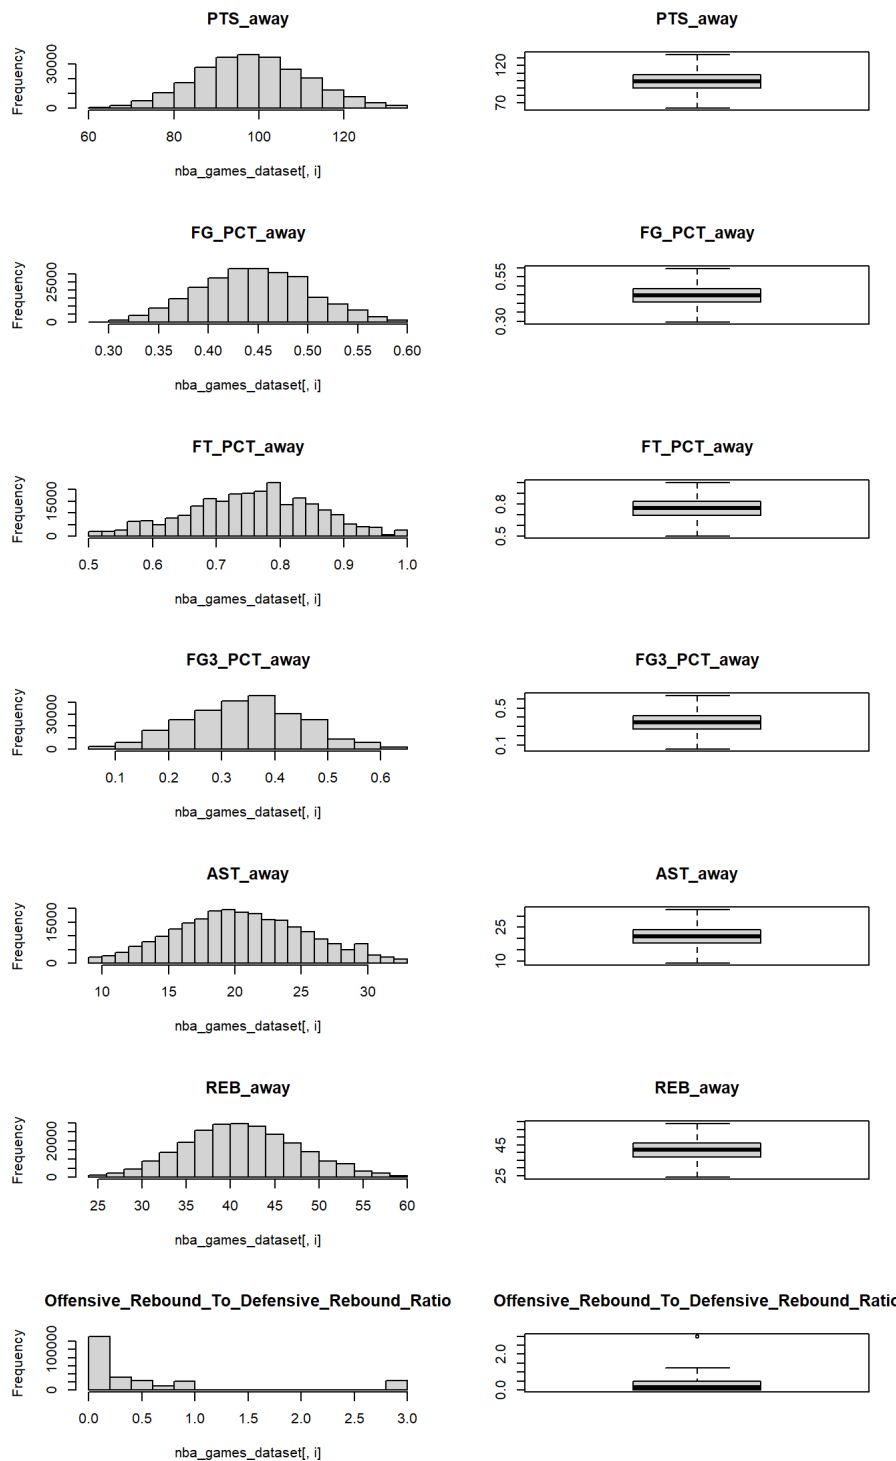 PTS_away
Frequency
0 30000
60 80 100 120
nba_games_dataset[, i]
PTS_away
70 120
FG_PCT_away
Frequency
0 25000
0.30 0.35 0.40 0.45 0.50 0.55 0.60
nba_games_dataset[, i]
FG_PCT_away
0.30 0.55
FT_PCT_away
Frequency
0 15000
0.5 0.6 0.7 0.8 0.9 1.0
nba_games_dataset[, i]
FT_PCT_away
0.5 0.8
FG3_PCT_away
Frequency
0 30000
0.1 0.2 0.3 0.4 0.5 0.6
nba_games_dataset[, i]
FG3_PCT_away
0.1 0.5
AST_away
Frequency
0 15000
10 15 20 25 30
nba_games_dataset[, i]
AST_away
10 25
REB_away
Frequency
0 20000
25 30 35 40 45 50 55 60
nba_games_dataset[, i]
REB_away
25 45
Offensive_Rebound_To_Defensive_Rebound_Ratio
Frequency
0 100000
0.0 0.5 1.0 1.5 2.0 2.5 3.0
nba_games_dataset[, i]
Offensive_Rebound_To_Defensive_Rebound_Ratio
0.0 2.0